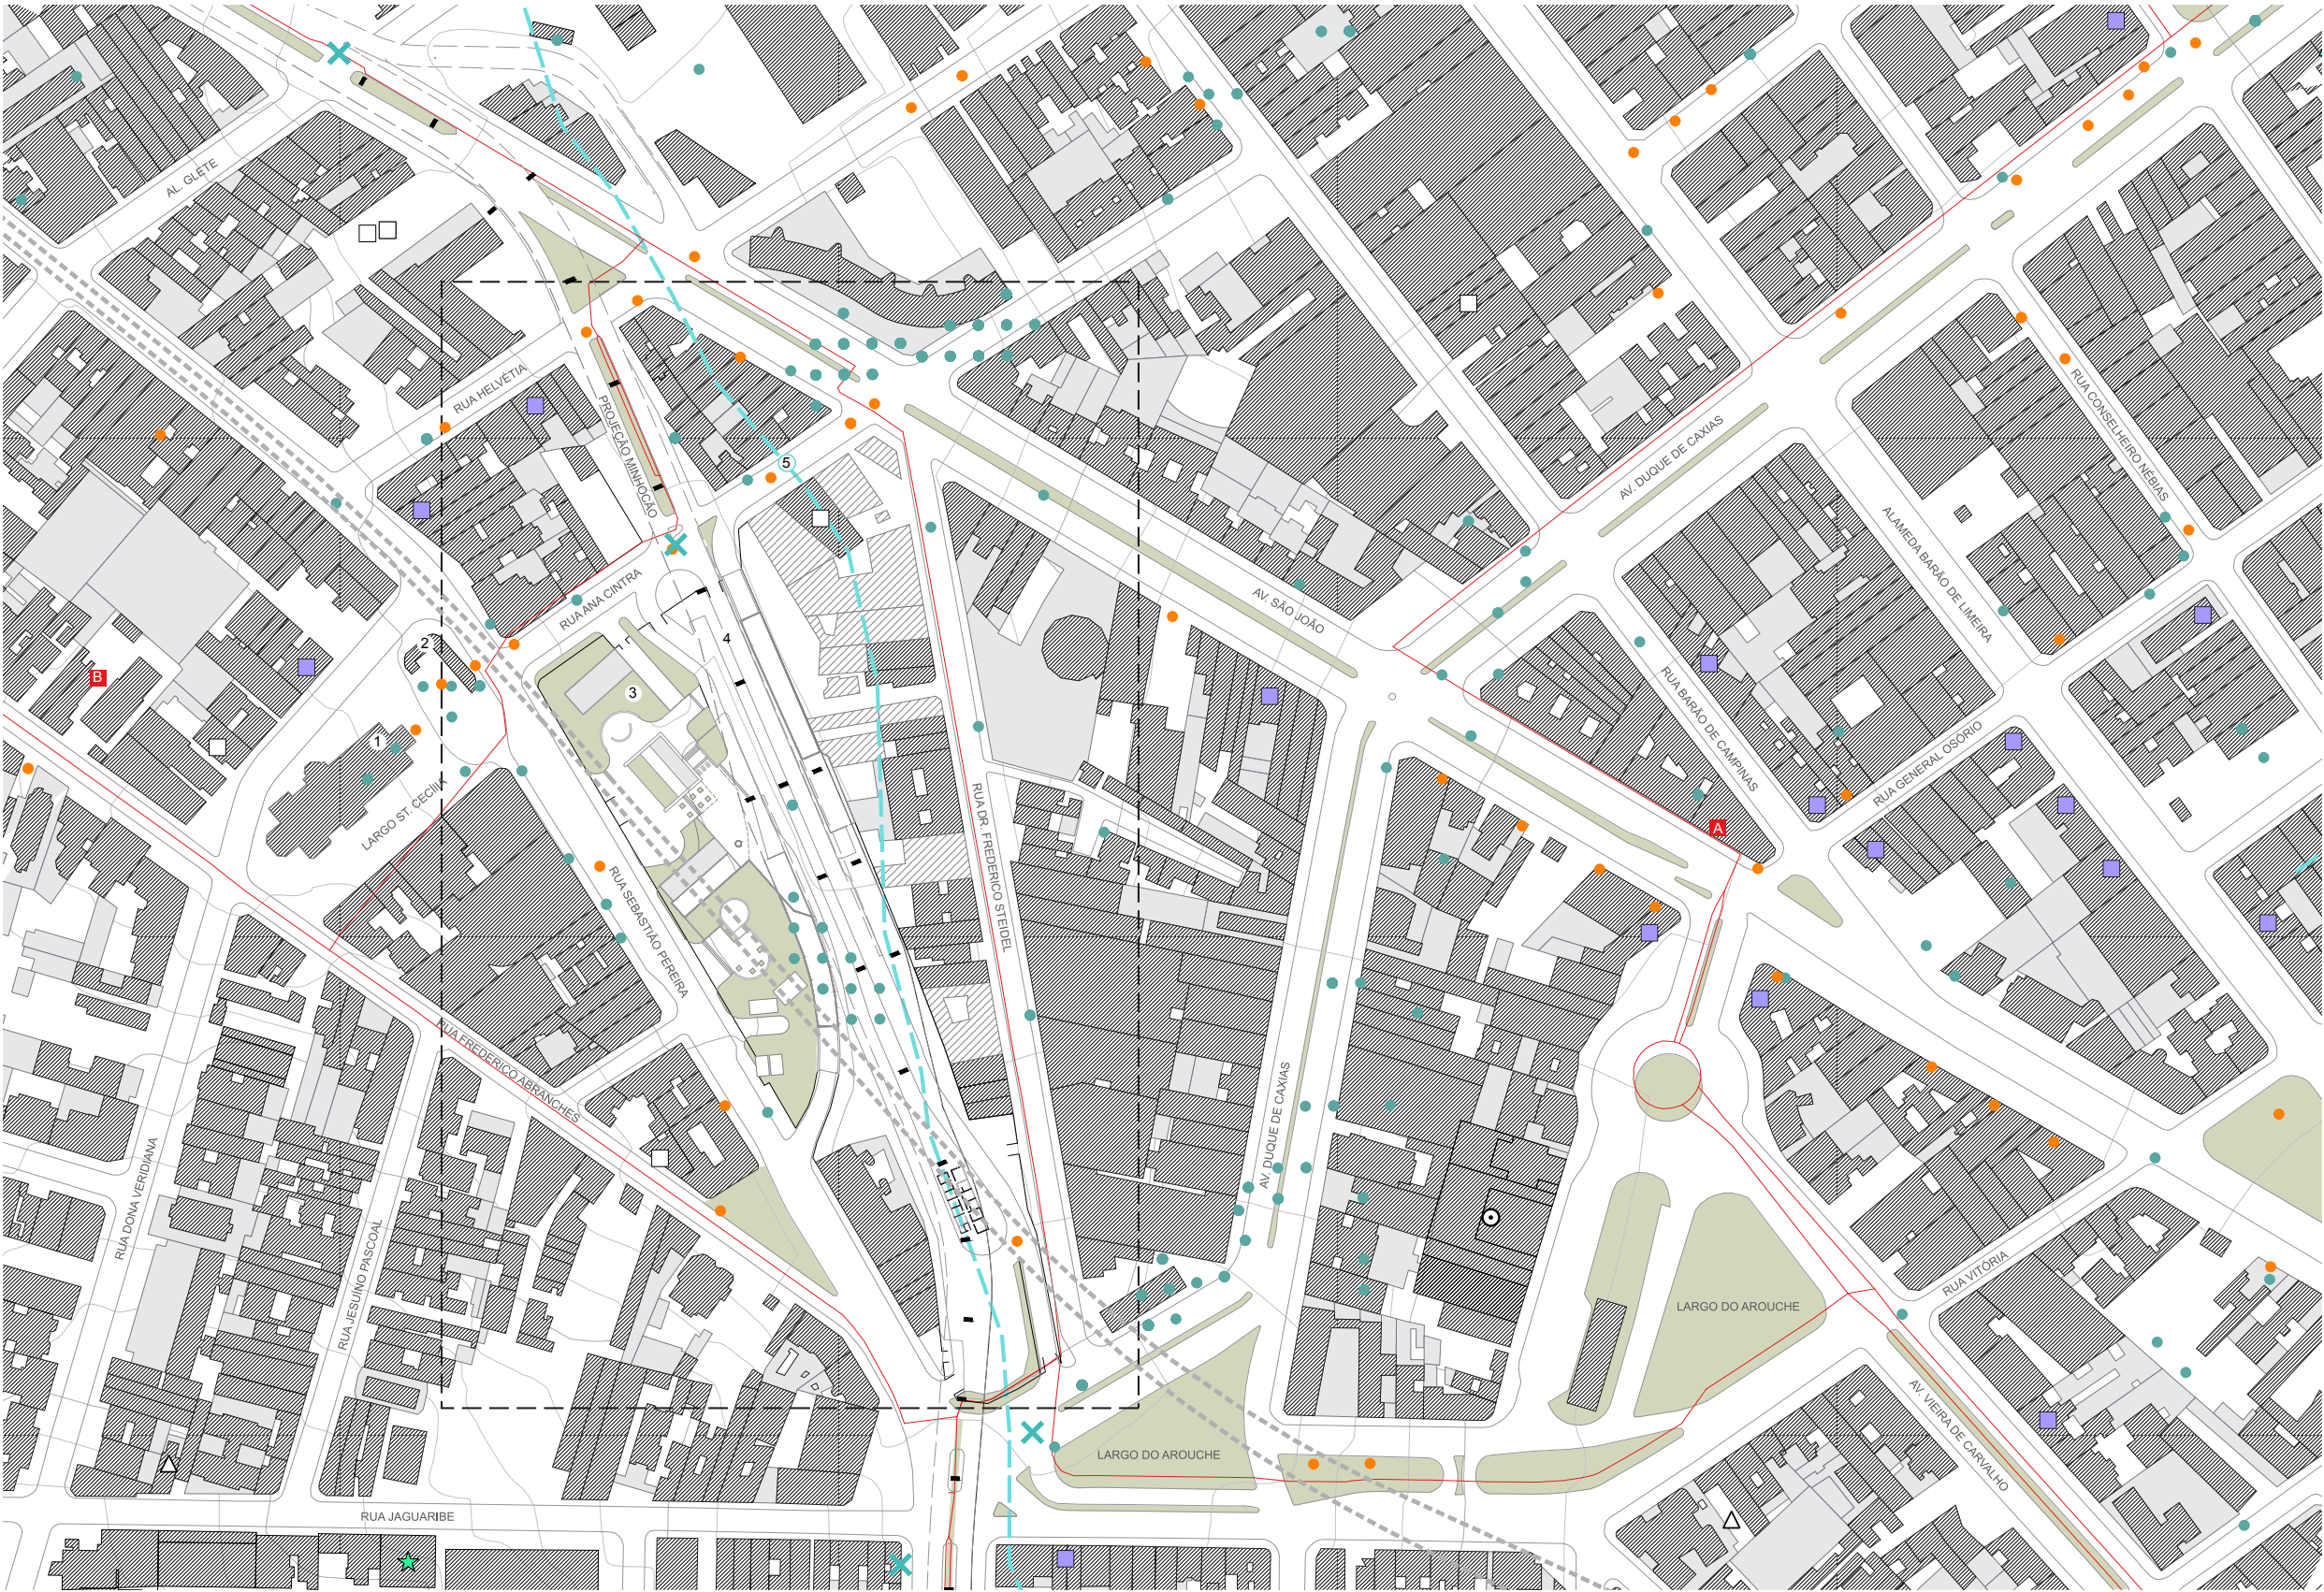 AL. GLETE
RUA HELVÉTIA
PROJEÇÃO MINHOCÃO
5
AV. DUQUE DE CAXIAS
RUA CONSELHEIRO NÉBIAS
ALAMEDA BARÃO DE LIMEIRA
AV. SÃO JOÃO
RUA ANA CINTRA
4
2
3
B
1
RUA BARÃO DE CAMPINAS
RUA GENERAL OSÓRIO
A
LARGO ST. CECÍLIA
RUA DR. FREDERICO STEIDEL
RUA SEBASTIÃO PEREIRA
RUA FREDERICO ABRANCHES
AV. DUQUE DE CAXIAS
RUA DONA VERIDIANA
RUA JESUÍNO PASCOAL
RUA VITÓRIA
LARGO DO AROUCHE
AV. VIEIRA DE CARVALHO
LARGO DO AROUCHE
RUA JAGUARIBE